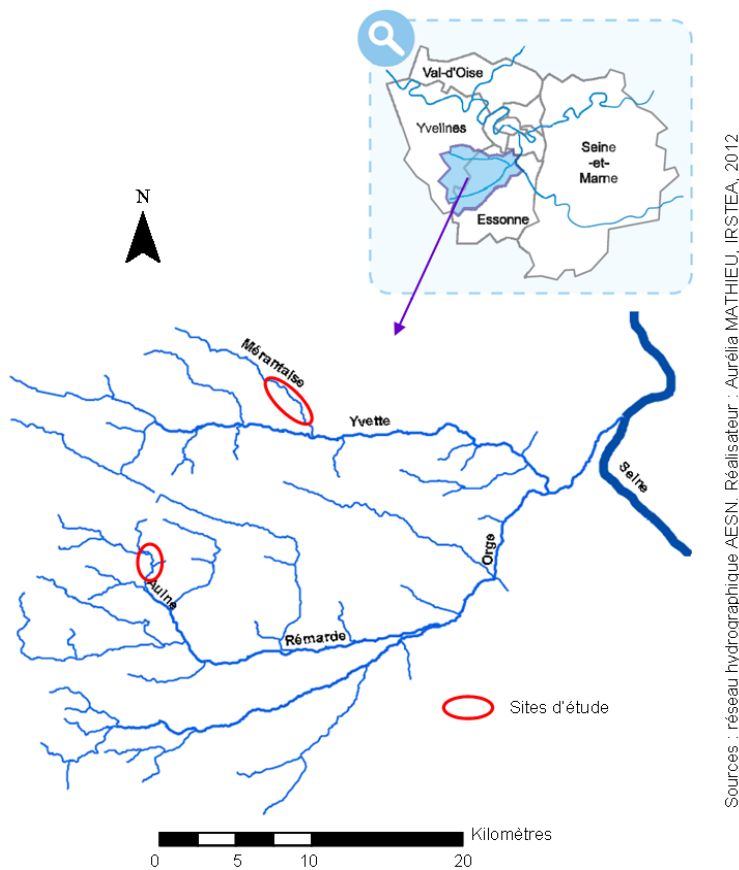 Val-d'Oise
Yvelines
Seine
-et-
Marne
Essonne
N
Mérantaise
Yvette
Seine
Orge
Aulne
Rémarde
Sites d'étude
Kilomètres
0 5 10 20
Sources : réseau hydrographique AESN. Réalisateur : Aurélia MATHIEU, IRSTEA, 2012